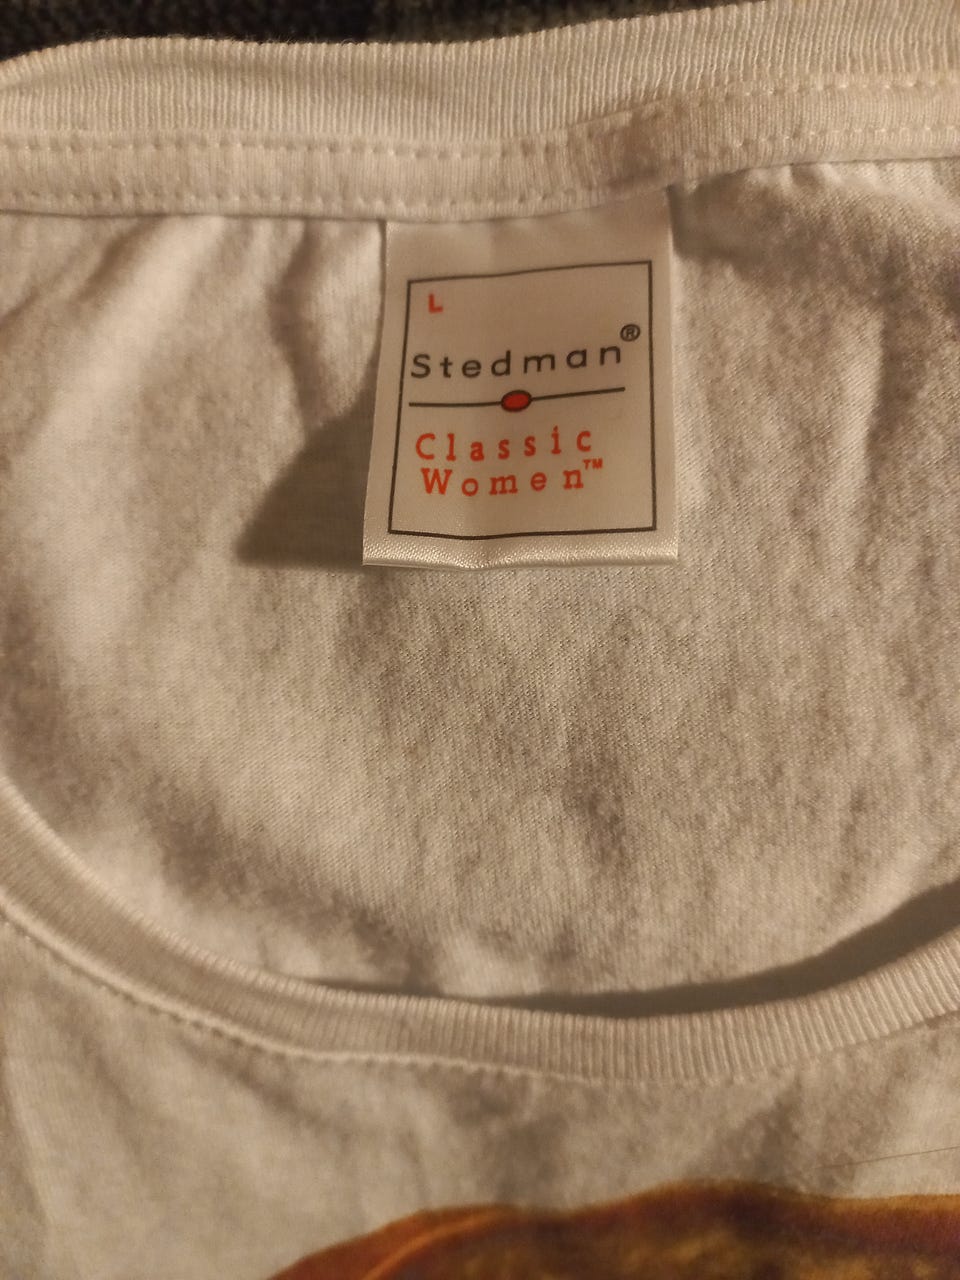 L
Stedman®
Classic
Women™